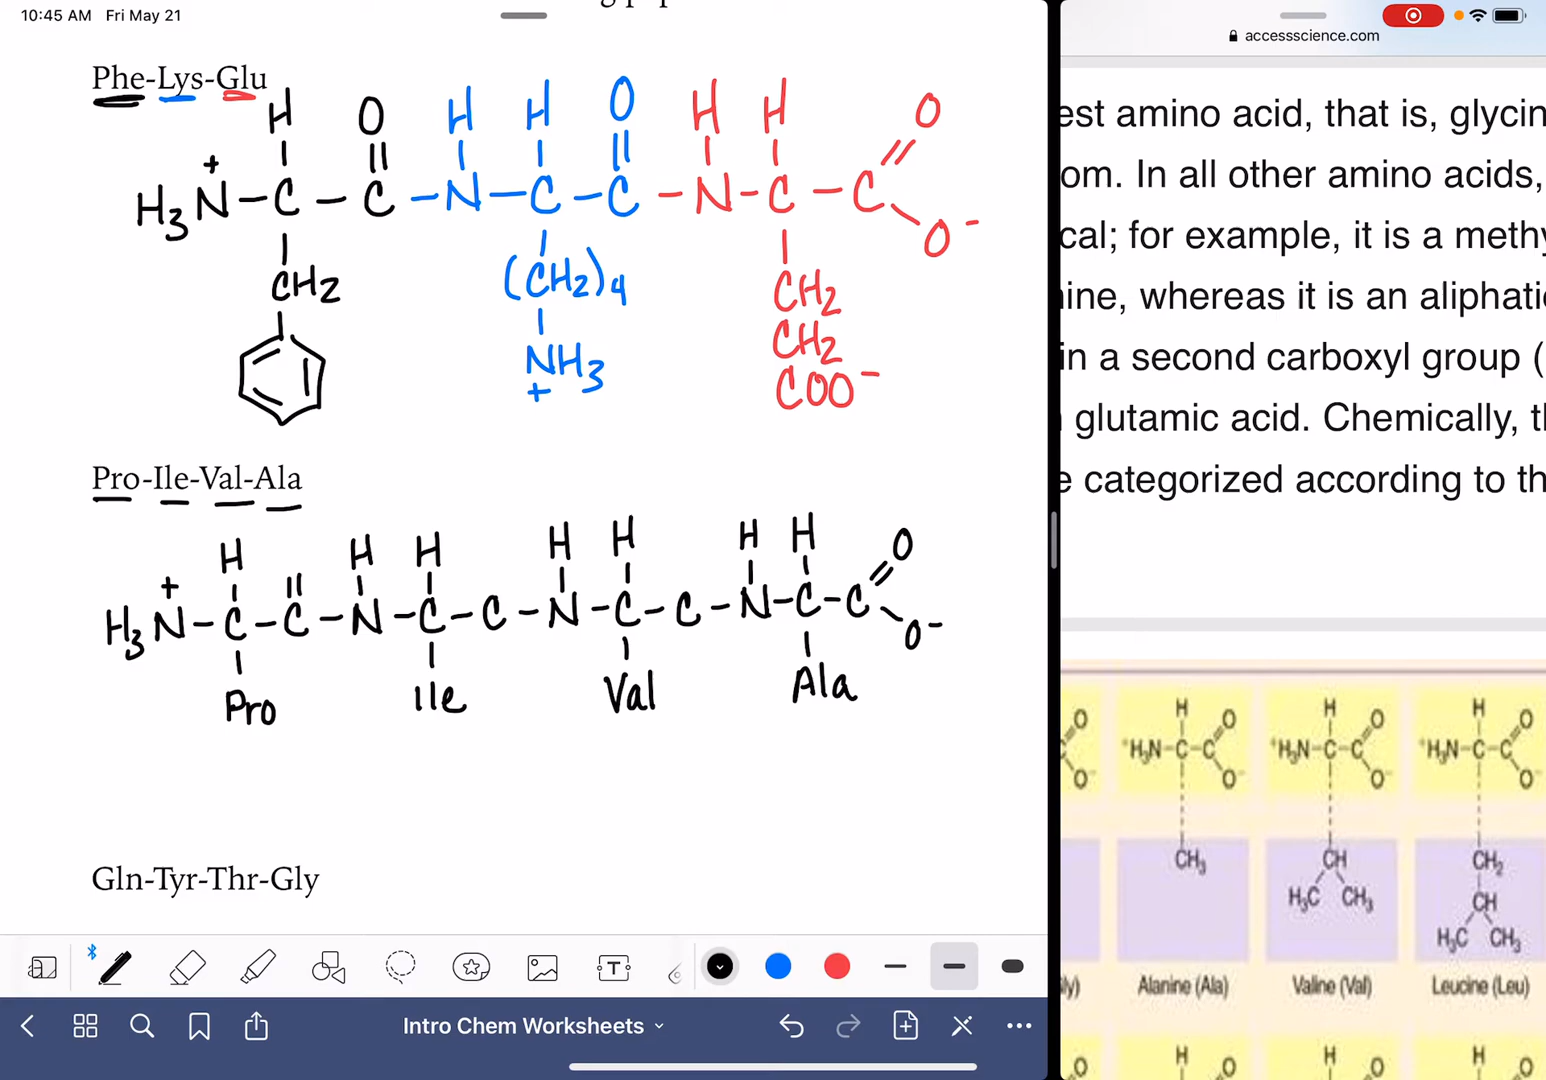 10:45 AM Fri May 21
accessscience.com
Phe-Lys-Glu
H O H H O H H O
+
H3N-C-C-N-C-C-N-C-C
O-
CH2 (CH2)4 CH2
CH2
NH3 COO-
+
Pro-Ile-Val-Ala
H H H H H H H O
+
H3N-C-C-N-C-C-N-C-C-N-C-C
O-
Pro Ile Val Ala
Gln-Tyr-Thr-Gly
Intro Chem Worksheets
est amino acid, that is, glycin
om. In all other amino acids,
cal; for example, it is a methy
ine, whereas it is an aliphati
in a second carboxyl group (
glutamic acid. Chemically, t
e categorized according to th
O H O H O H O
+H3N-C-C +H3N-C-C +H3N-C-C
O- O- O- O-
CH3 CH CH2
H3C CH3 CH
H3C CH3
ly) Alanine (Ala) Valine (Val) Leucine (Leu)
O H O H O H O